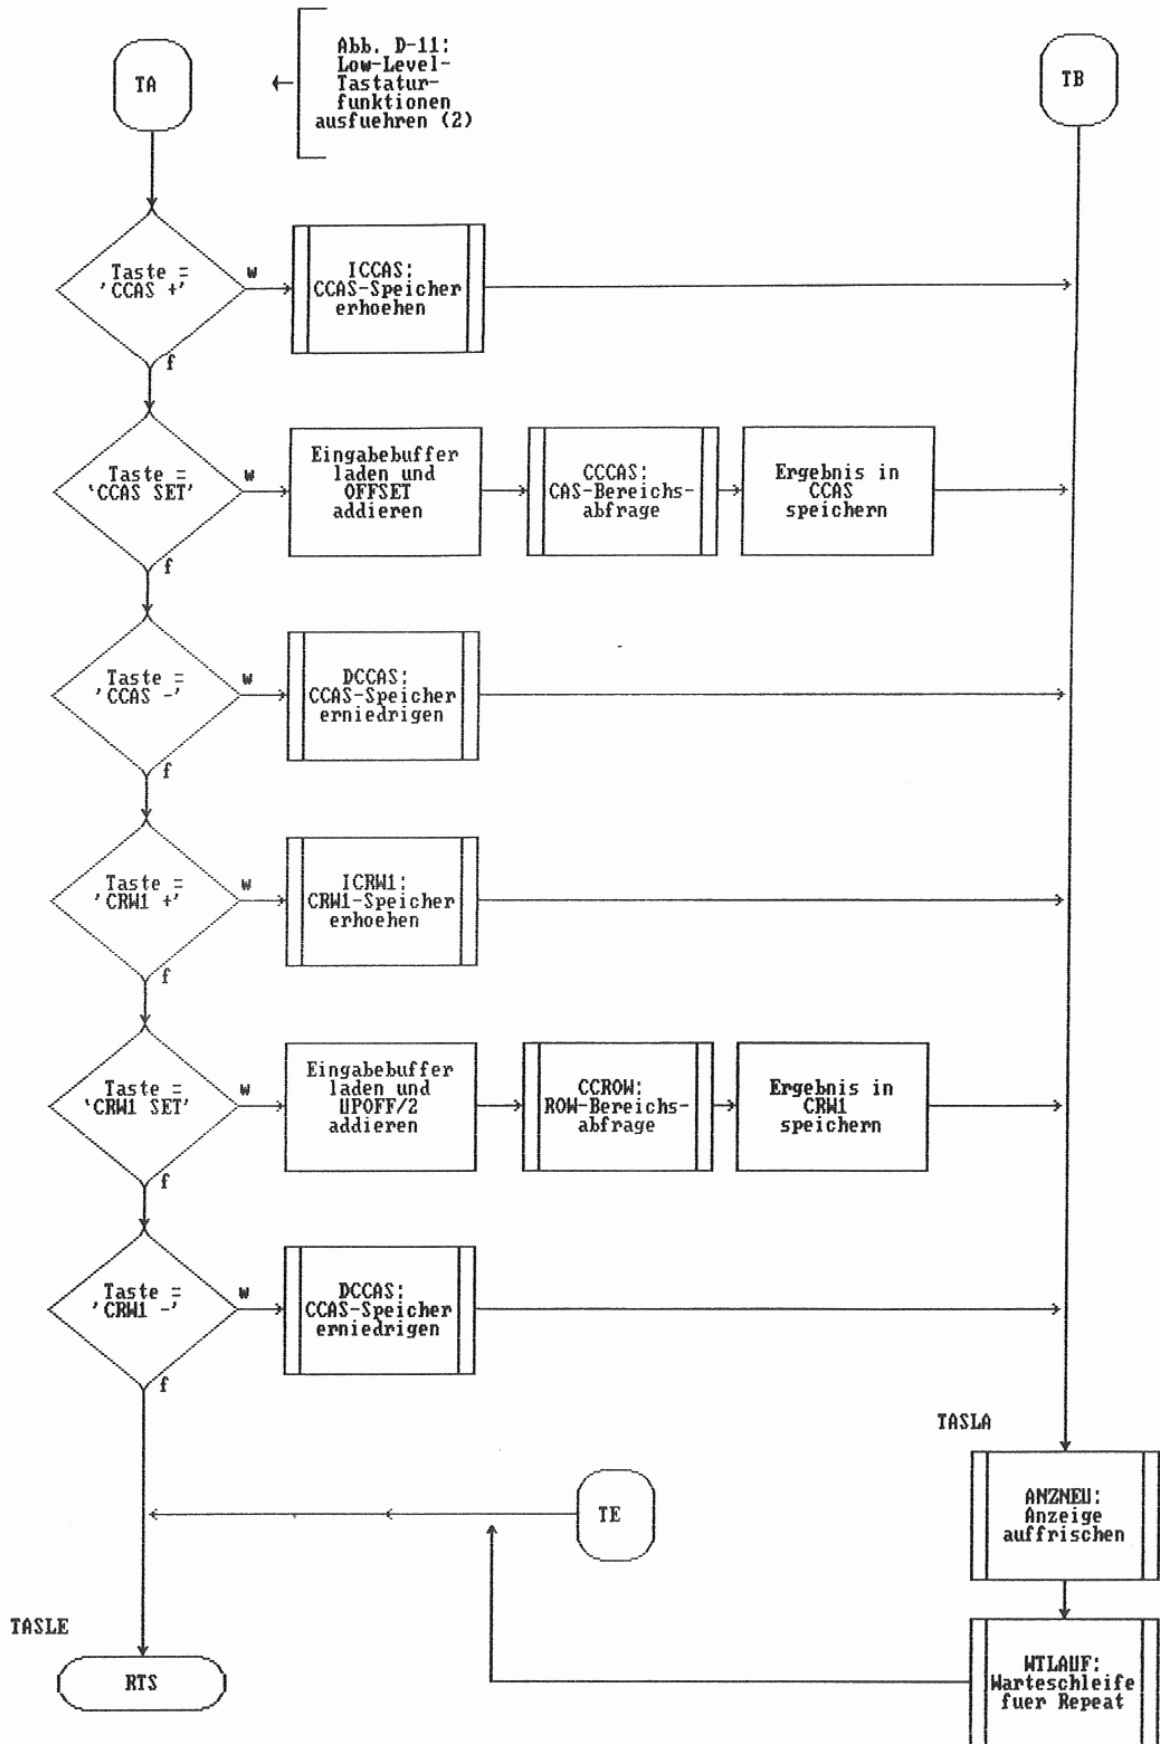 TA
Abb. D-11:
Low-Level-
Tastatur-
funktionen
ausfuehren (2)
TB
Taste =
'CCAS +'
w
f
ICCAS:
CCAS-Speicher
erhoehen
Taste =
'CCAS SET'
w
f
Eingabebuffer
laden und
OFFSET
addieren
CCCAS:
CAS-Bereichs-
abfrage
Ergebnis in
CCAS
speichern
Taste =
'CCAS -'
w
f
DCCAS:
CCAS-Speicher
erniedrigen
Taste =
'CRW1 +'
w
f
ICRW1:
CRW1-Speicher
erhoehen
Taste =
'CRW1 SET'
w
f
Eingabebuffer
laden und
UPOFF/2
addieren
CCROW:
ROW-Bereichs-
abfrage
Ergebnis in
CRW1
speichern
Taste =
'CRW1 -'
w
f
DCCAS:
CCAS-Speicher
erniedrigen
TASLA
ANZNEU:
Anzeige
auffrischen
TE
TASLE
RTS
WTLAUF:
Warteschleife
fuer Repeat